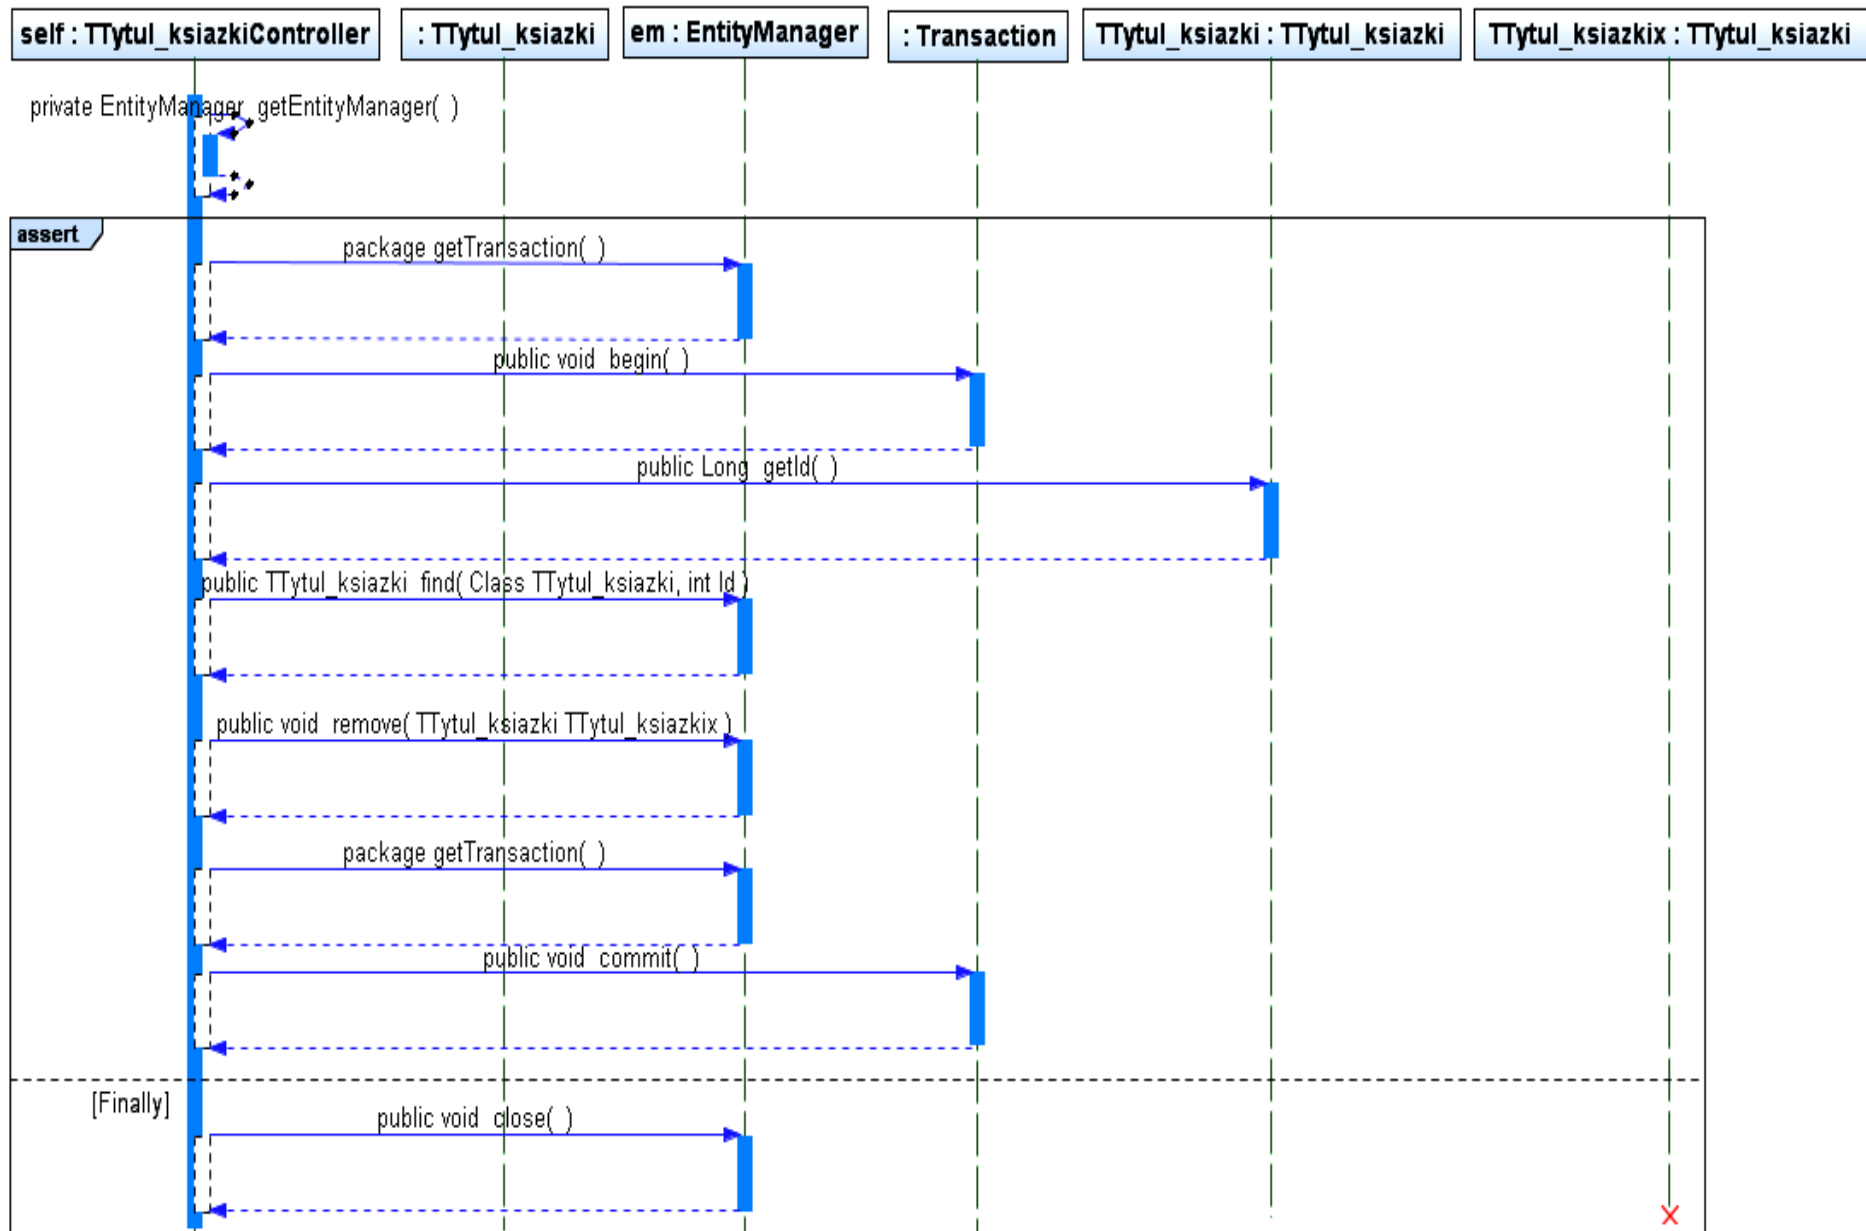 self : TTytul_ksiazkiController
: TTytul_ksiazki
em : EntityManager
: Transaction
TTytul_ksiazki : TTytul_ksiazki
TTytul_ksiazkix : TTytul_ksiazki
private EntityManager getEntityManager( )
assert
package getTransaction( )
public void begin( )
public Long getId( )
public TTytul_ksiazki find( Class TTytul_ksiazki, int Id )
public void remove( TTytul_ksiazki TTytul_ksiazkix )
package getTransaction( )
public void commit( )
[Finally]
public void close( )